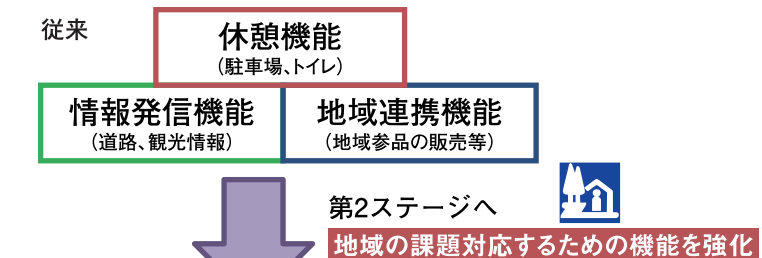 従来
休憩機能
（駐車場、トイレ）
情報発信機能
（道路、観光情報）
地域連携機能
（地域参品の販売等）
第2ステージへ
地域の課題対応するための機能を強化